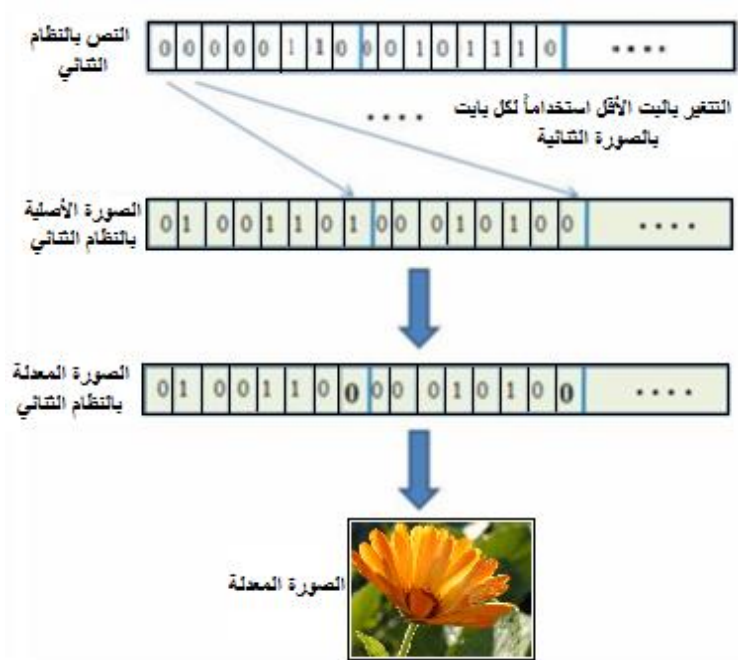 النص بالنظام
الثنائي
0 0 0 0 0 1 1 0 0 0 1 0 1 1 1 0 ....
التتغير بالبت الأقل استخداماً لكل بايت
بالصورة الثنائية
....
الصورة الأصلية
بالنظام الثنائي
0 1 0 0 1 1 0 1 0 0 0 1 0 1 0 0 ....
الصورة المعدلة
بالنظام الثنائي
0 1 0 0 1 1 0 0 0 0 0 1 0 1 0 0 ....
الصورة المعدلة